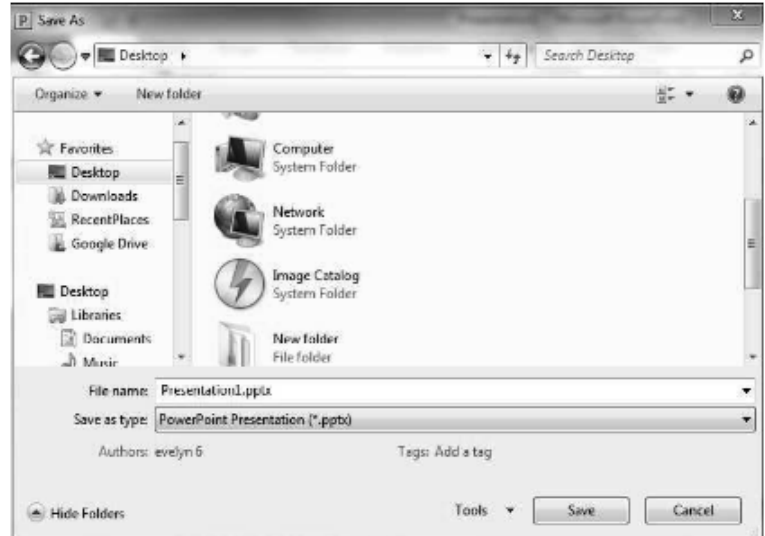 Save As
Desktop
Search Desktop
Organize
New folder
Favorites
Desktop
Downloads
RecentPlaces
Google Drive
Desktop
Libraries
Documents
Music
Computer
System Folder
Network
System Folder
Image Catalog
System Folder
New folder
File folder
File name: Presentation1.pptx
Save as type: PowerPoint Presentation (*.pptx)
Authors: evelyn 6
Tags: Add a tag
Hide Folders
Tools
Save
Cancel